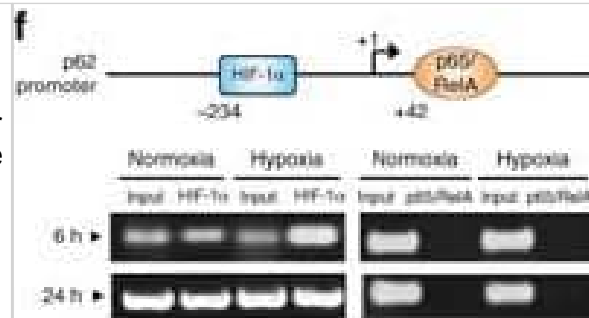 f
p62
promoter
HIF-1α
+1
p65/
RelA
-234
+42
Normoxia Hypoxia Normoxia Hypoxia
Input HIF-1α Input HIF-1α Input p65/RelA Input p65/RelA
6 h
24 h